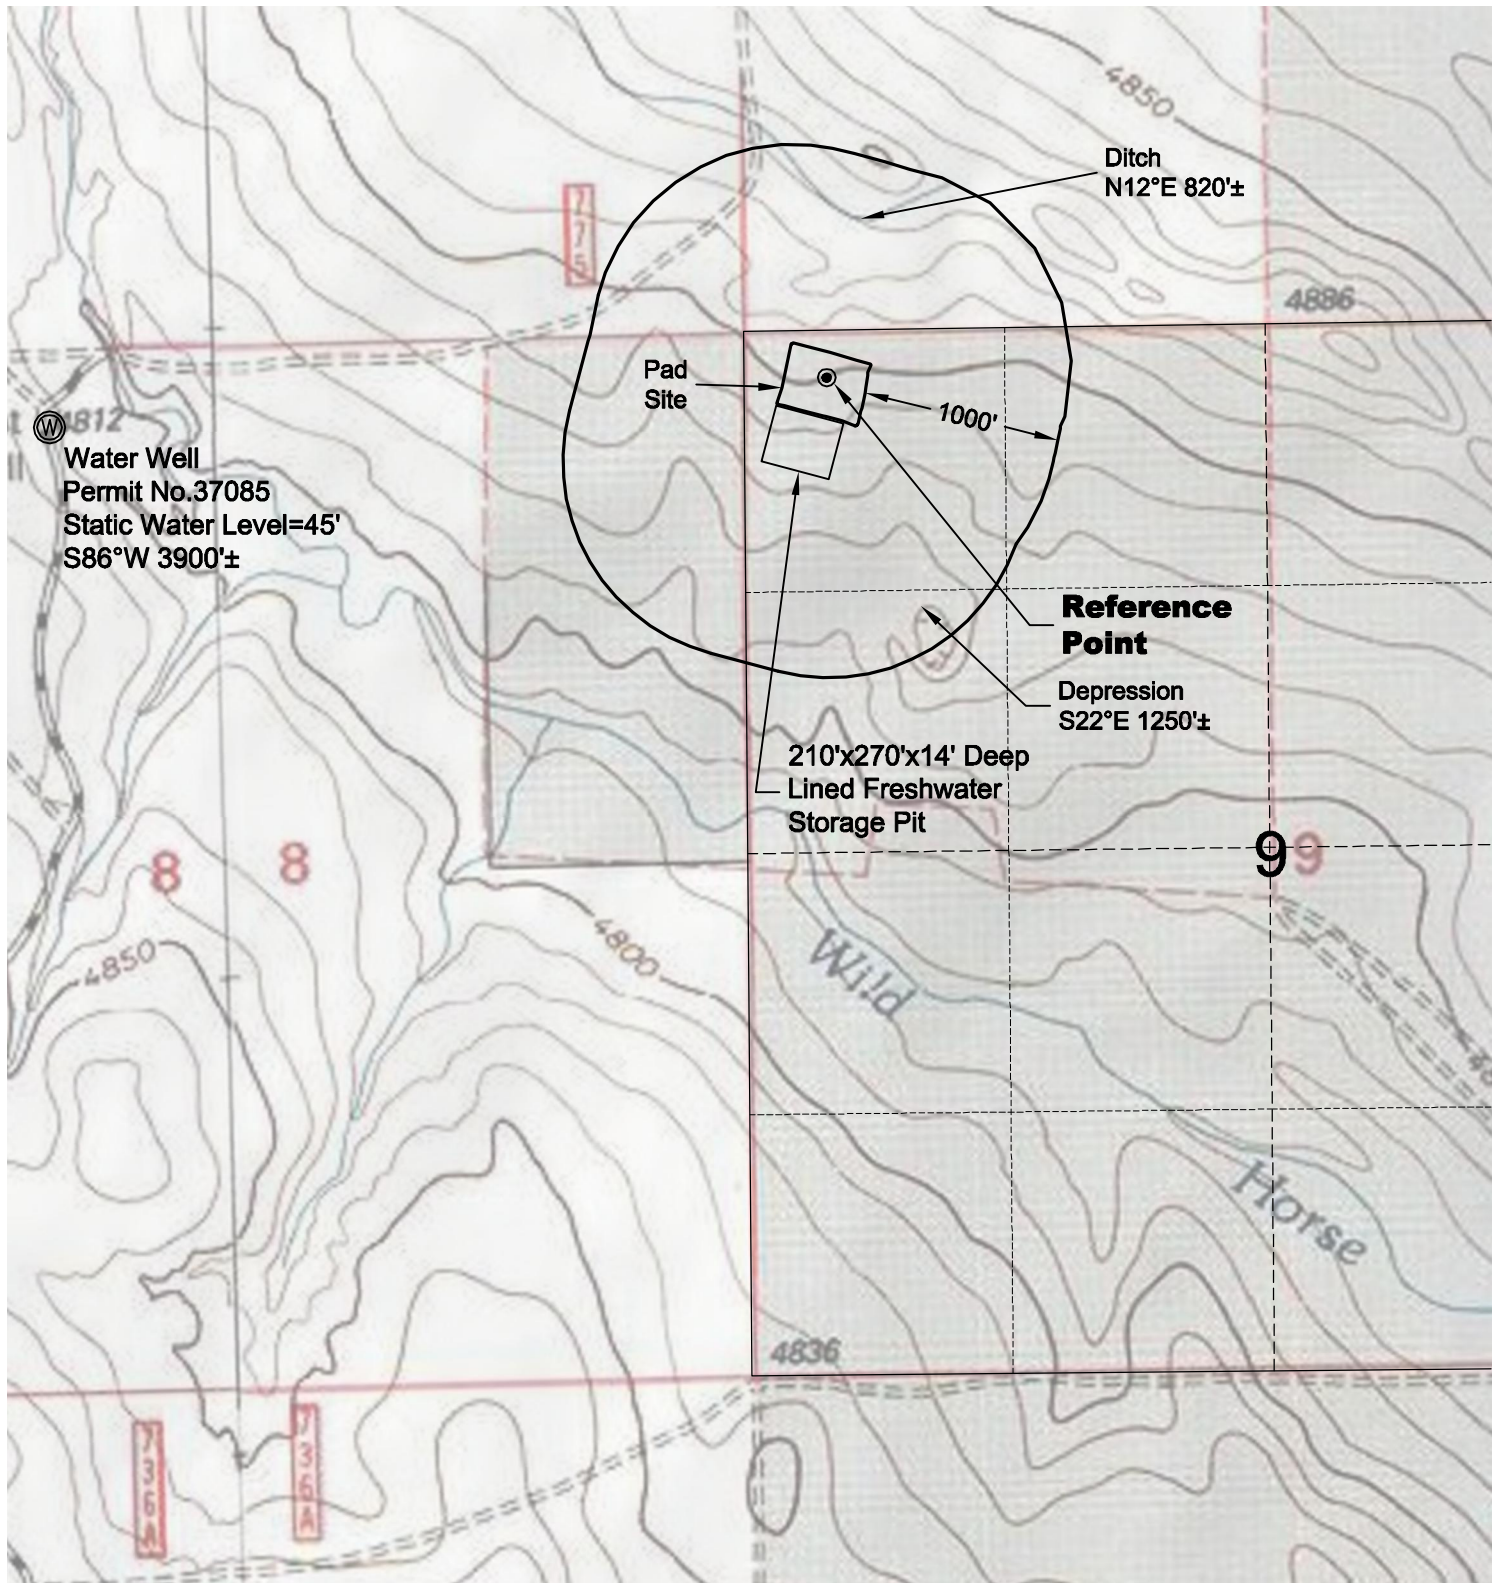 4850
Ditch
N12°E 820'±
275
4886
Pad
Site
1000'
4812
Water Well
Permit No.37085
Static Water Level=45'
S86°W 3900'±
Reference
Point
Depression
S22°E 1250'±
210'x270'x14' Deep
Lined Freshwater
Storage Pit
8
8
9
9
4850
4800
Wild
48
Horse
4836
736A
736A
W